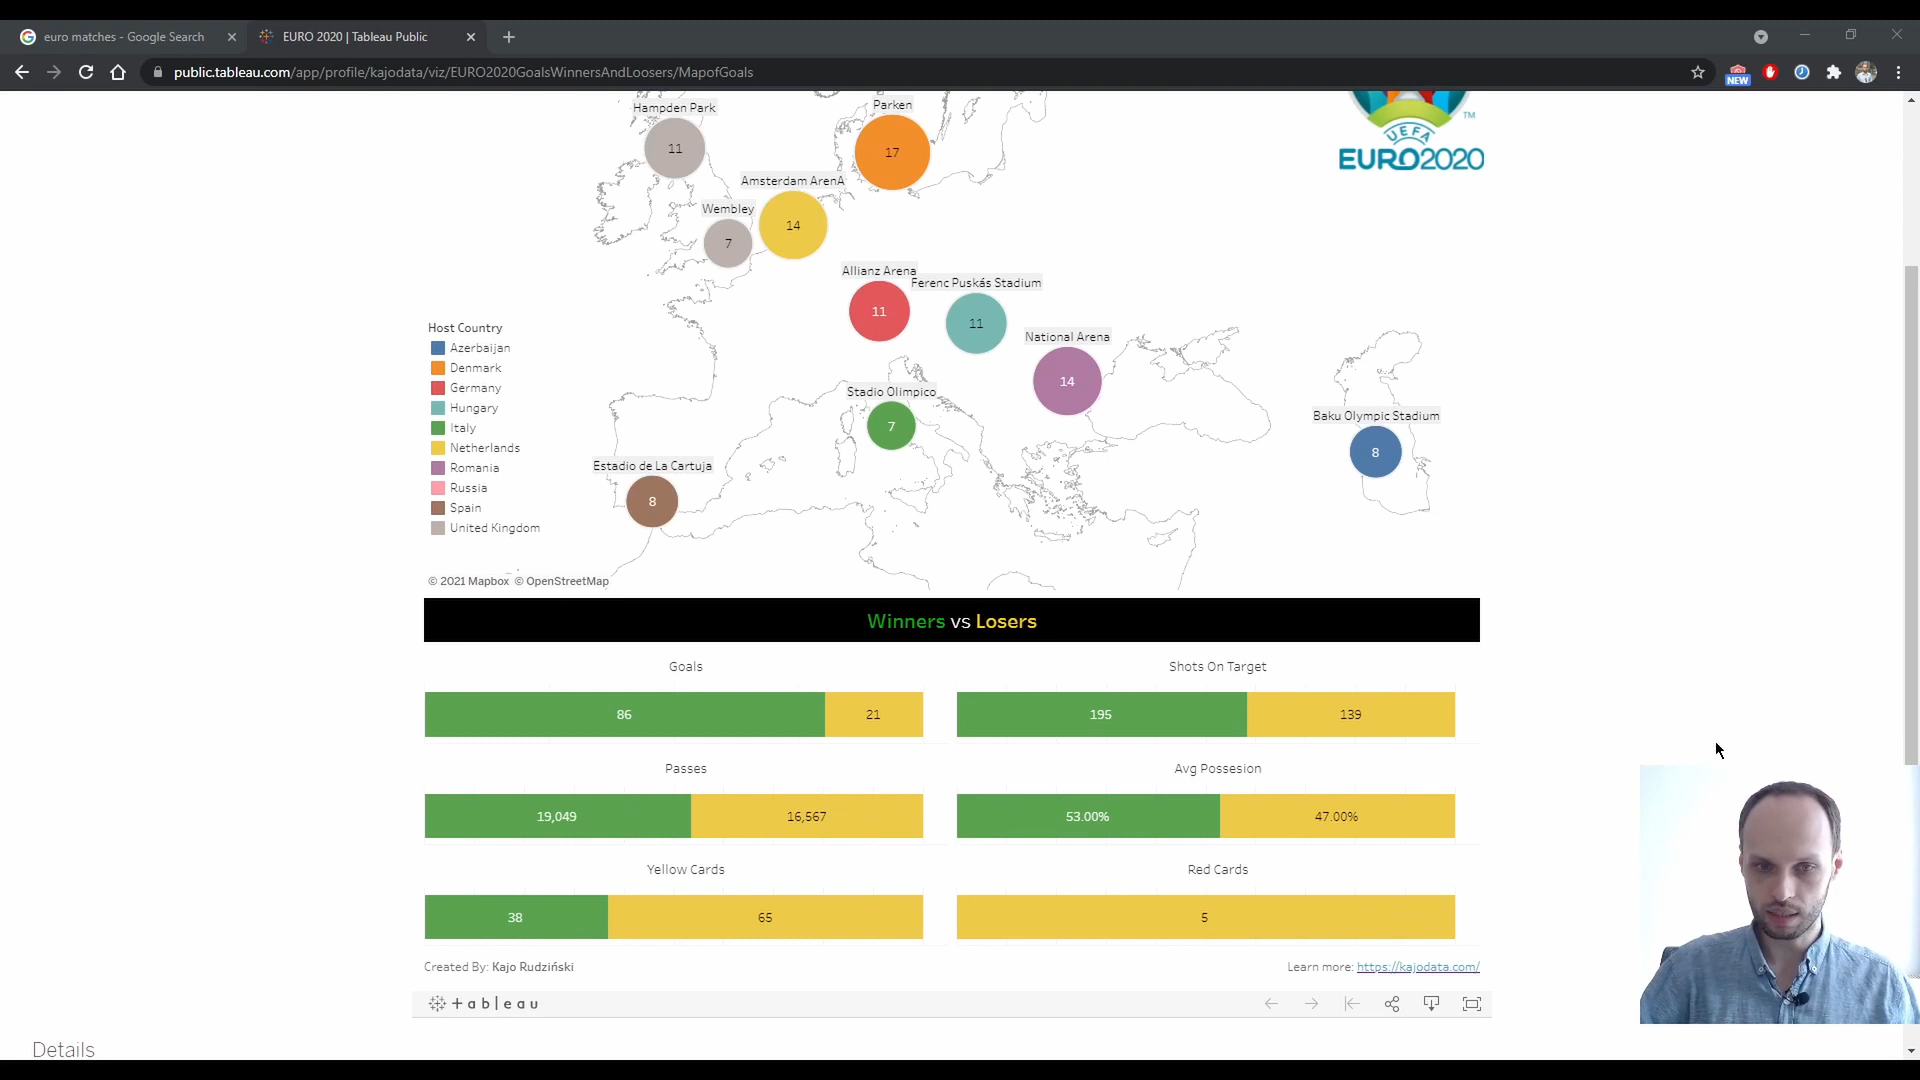 euro matches - Google Search
EURO 2020 | Tableau Public
public.tableau.com/app/profile/kajodata/viz/EURO2020GoalsWinnersAndLoosers/MapofGoals
NEW
UEFA
TM
EURO2020
Hampden Park
11
Parken
17
Amsterdam ArenA
14
Wembley
7
Allianz Arena
11
Ferenc Puskás Stadium
11
National Arena
14
Stadio Olimpico
7
Baku Olympic Stadium
8
Estadio de La Cartuja
8
Host Country
Azerbaijan
Denmark
Germany
Hungary
Italy
Netherlands
Romania
Russia
Spain
United Kingdom
© 2021 Mapbox © OpenStreetMap
Winners vs Losers
Goals
86 21
Shots On Target
195 139
Passes
19,049 16,567
Avg Possesion
53.00% 47.00%
Yellow Cards
38 65
Red Cards
5
Created By: Kajo Rudziński
Learn more: https://kajodata.com/
+ a b l e a u
Details